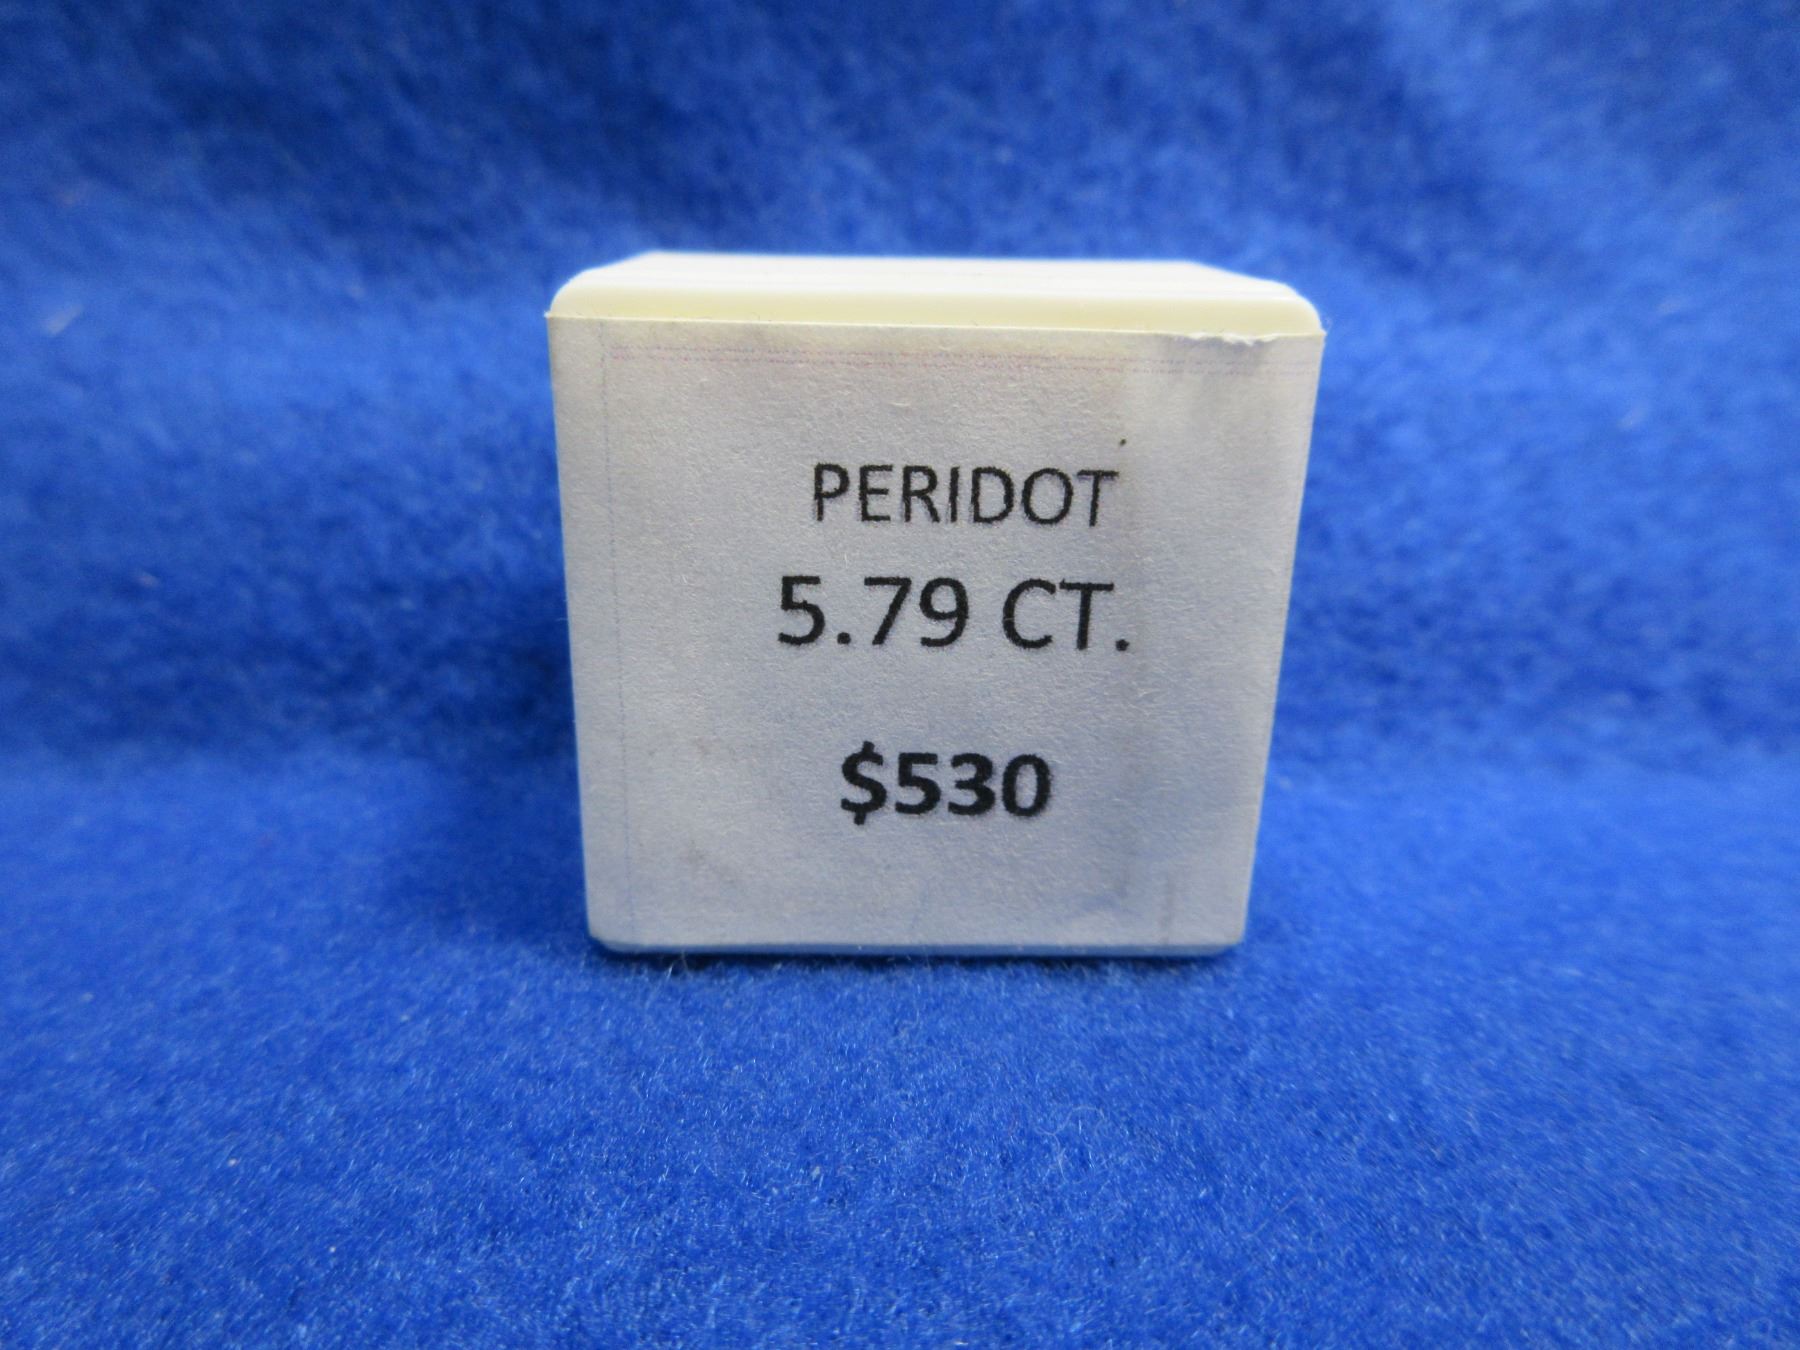 PERIDOT
5.79 CT.
$530